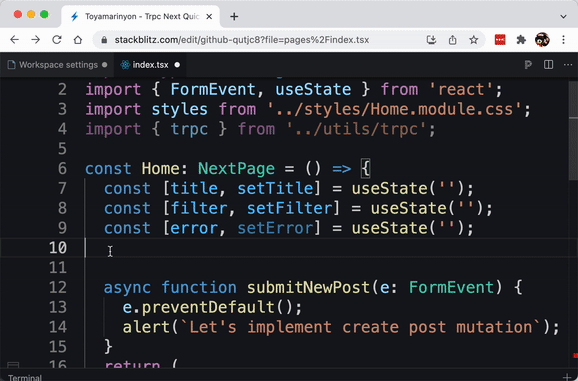 Toyamarinyon - Trpc Next Quic
stackblitz.com/edit/github-qutjc8?file=pages%2Findex.tsx
Workspace settings
index.tsx
2 import { FormEvent, useState } from 'react';
3 import styles from '../styles/Home.module.css';
4 import { trpc } from '../utils/trpc';
5
6 const Home: NextPage = () => {
7 const [title, setTitle] = useState('');
8 const [filter, setFilter] = useState('');
9 const [error, setError] = useState('');
10
11
12 async function submitNewPost(e: FormEvent) {
13 e.preventDefault();
14 alert(`Let's implement create post mutation`);
15 }
16 return (
Terminal